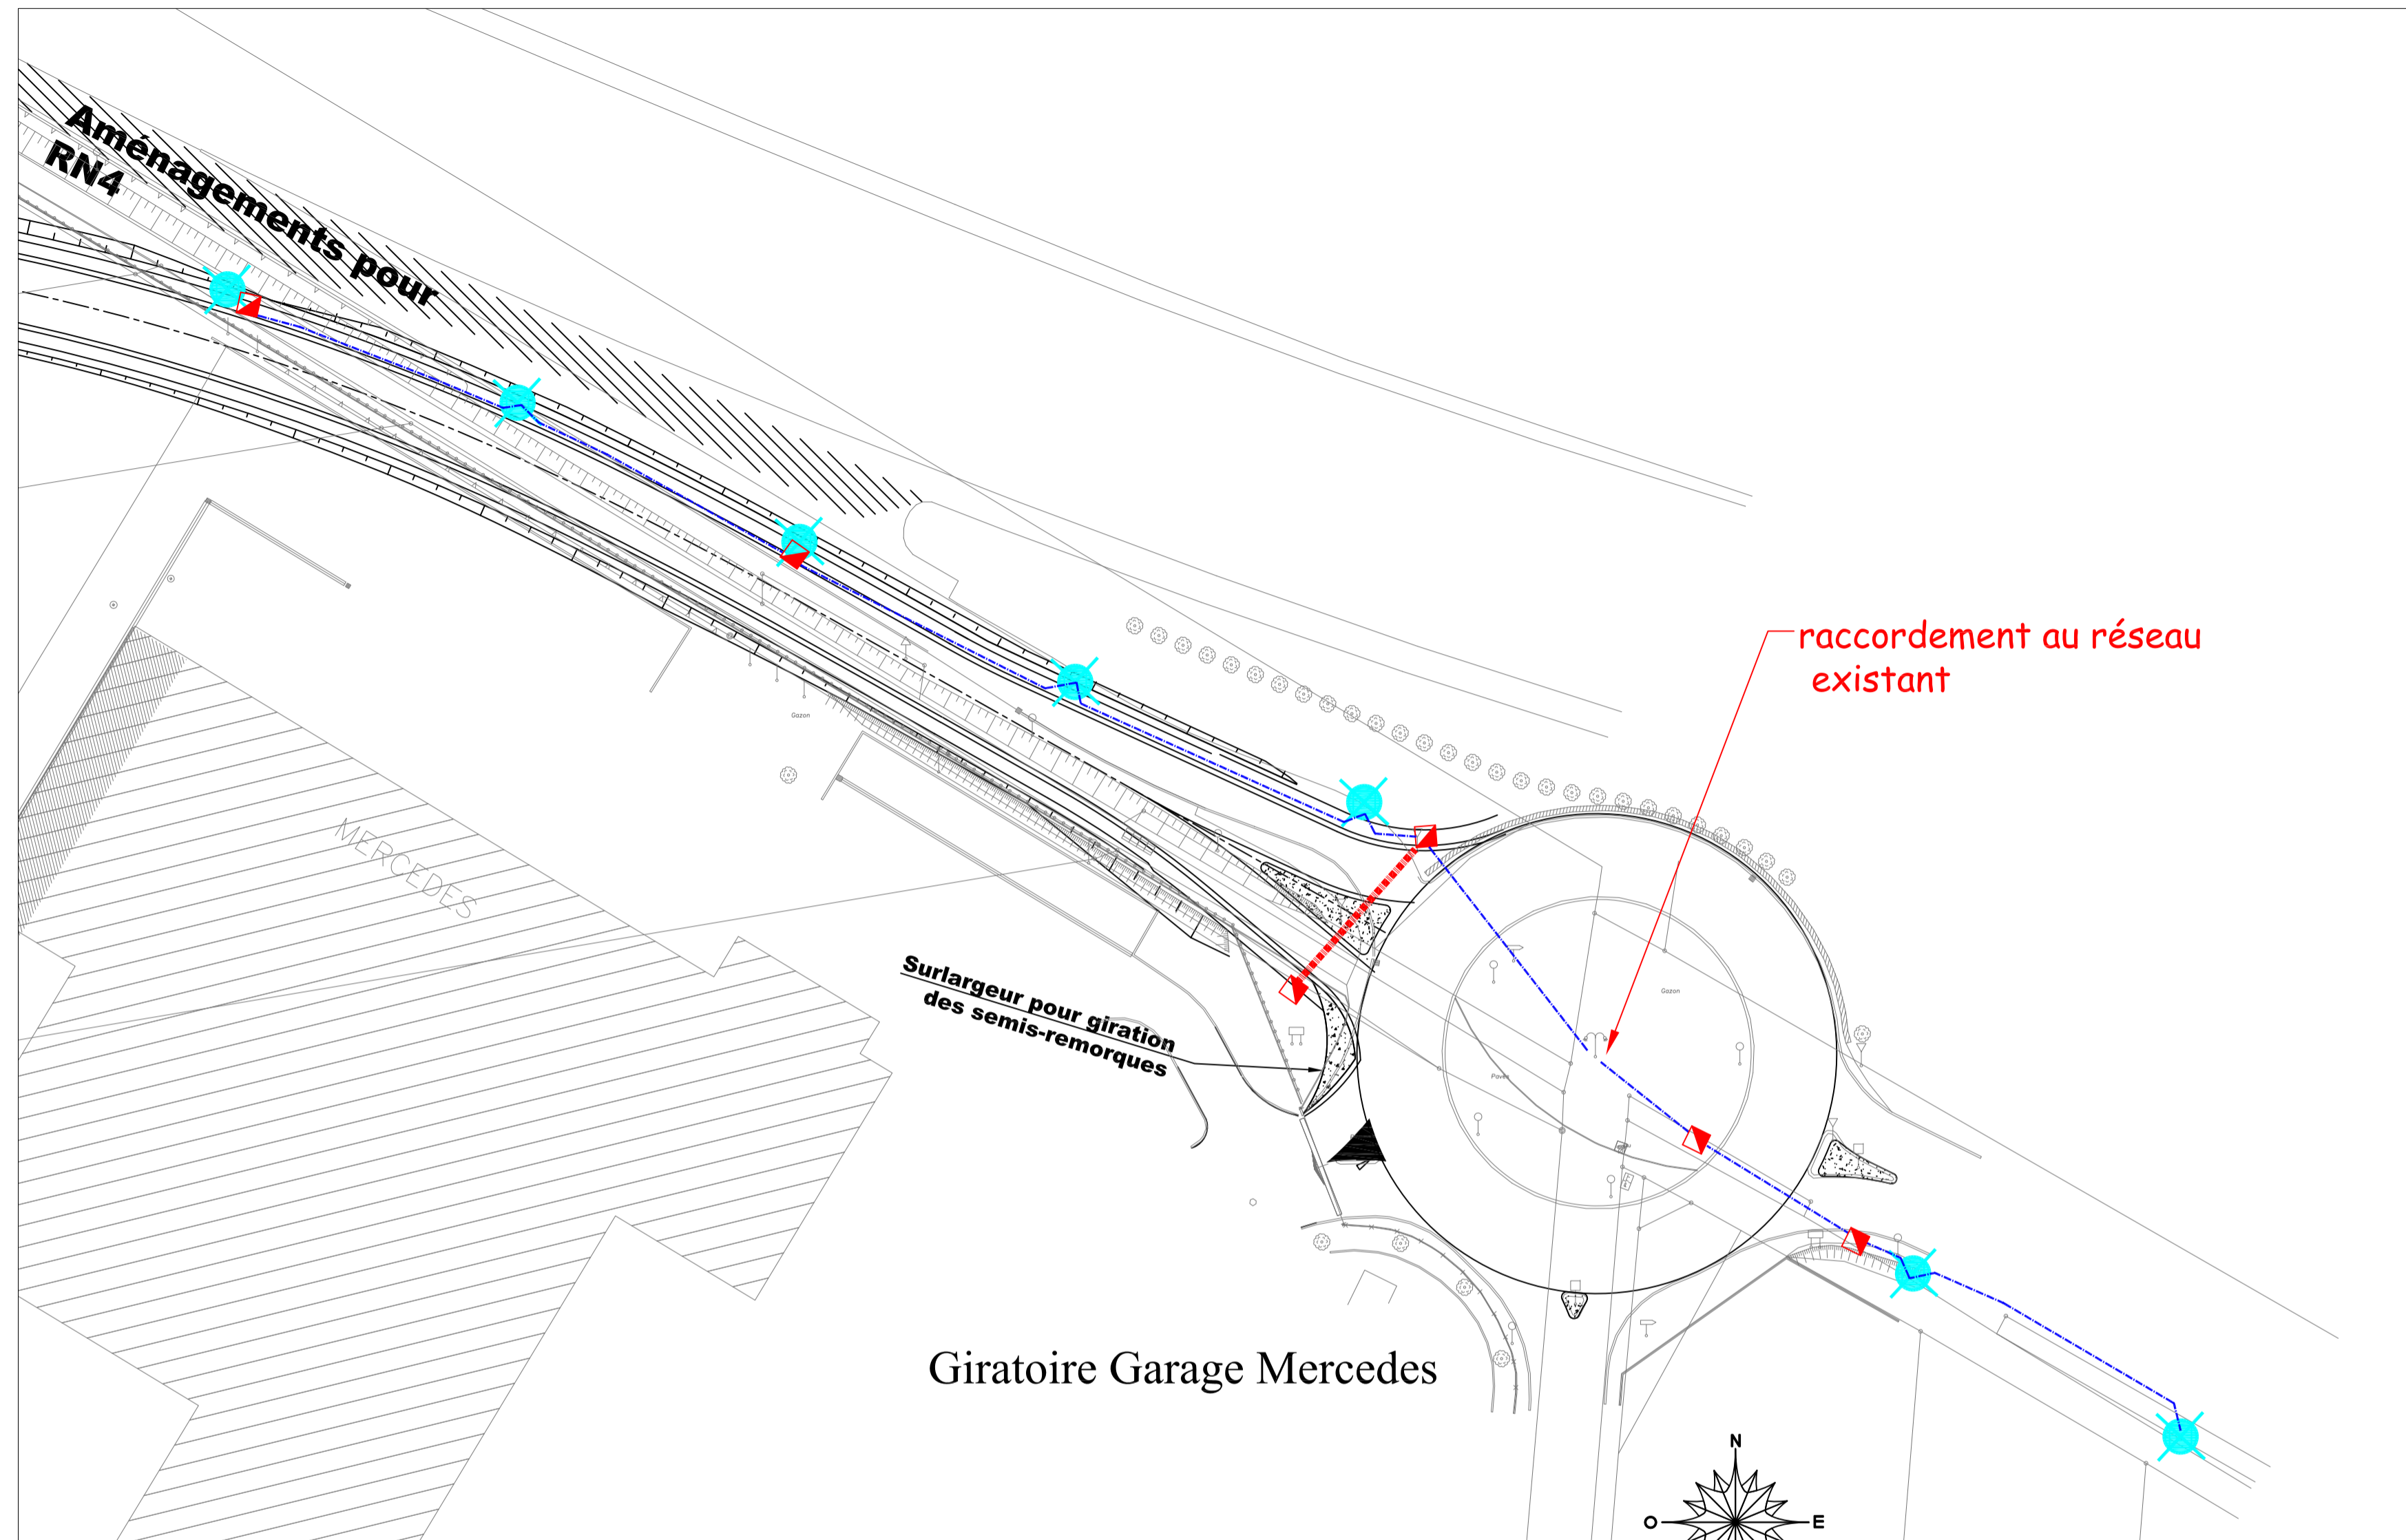 Aménagements pour
RN4
raccordement au réseau
existant
Gazon
MERCEDES
Surlargeur pour giration
des semis-remorques
Gazon
Pavés
Giratoire Garage Mercedes
N
O
E